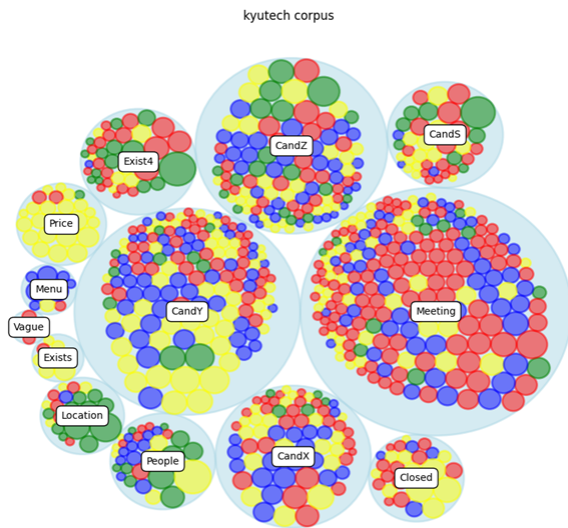 kyutech corpus
CandZ
CandS
Exist4
Price
Menu
CandY
Meeting
Vague
Exists
Location
People
CandX
Closed